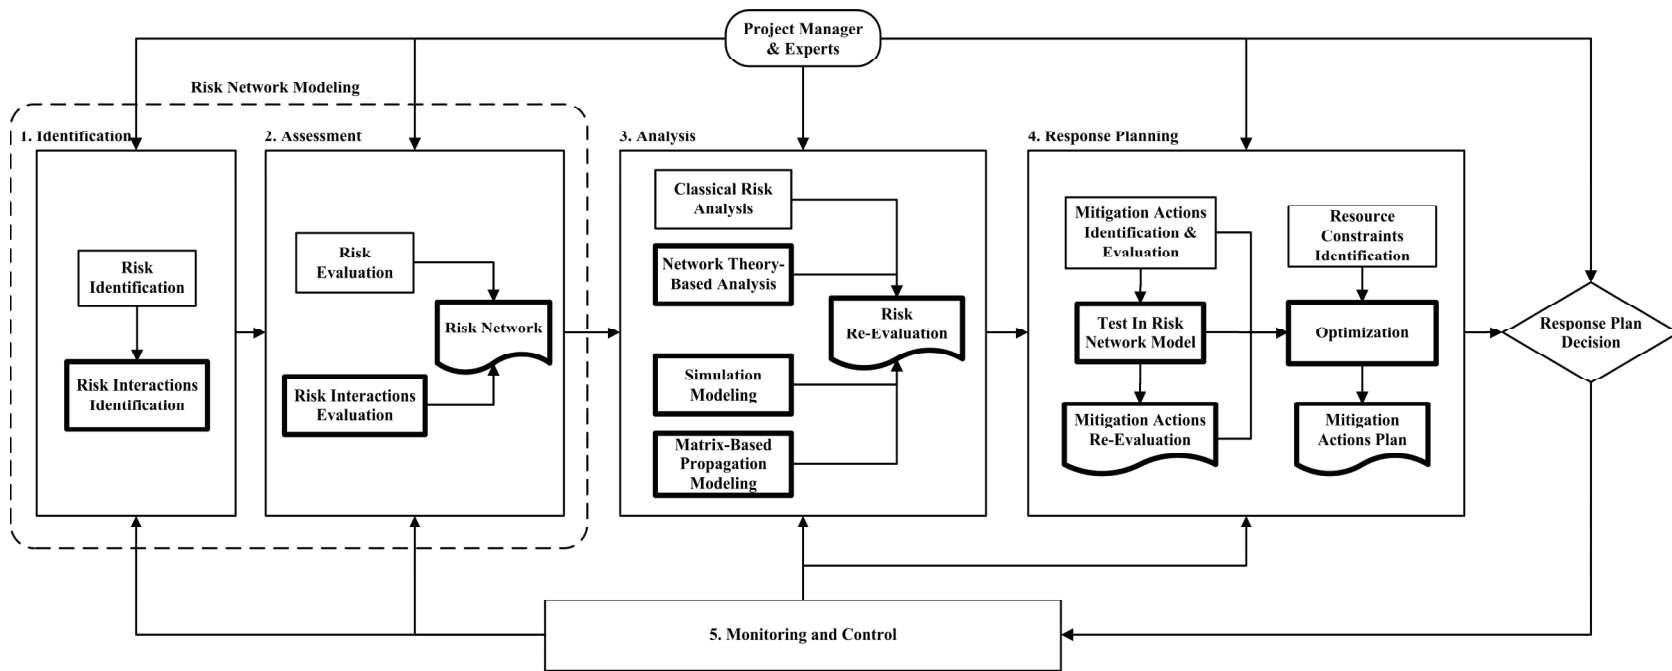 Project Manager
& Experts
Risk Network Modeling
1. Identification
2. Assessment
3. Analysis
4. Response Planning
Risk
Identification
Risk Interactions
Identification
Risk
Evaluation
Risk Network
Risk Interactions
Evaluation
Classical Risk
Analysis
Network Theory-
Based Analysis
Risk
Re-Evaluation
Simulation
Modeling
Matrix-Based
Propagation
Modeling
Mitigation Actions
Identification &
Evaluation
Resource
Constraints
Identification
Test In Risk
Network Model
Optimization
Mitigation Actions
Re-Evaluation
Mitigation
Actions Plan
Response Plan
Decision
5. Monitoring and Control